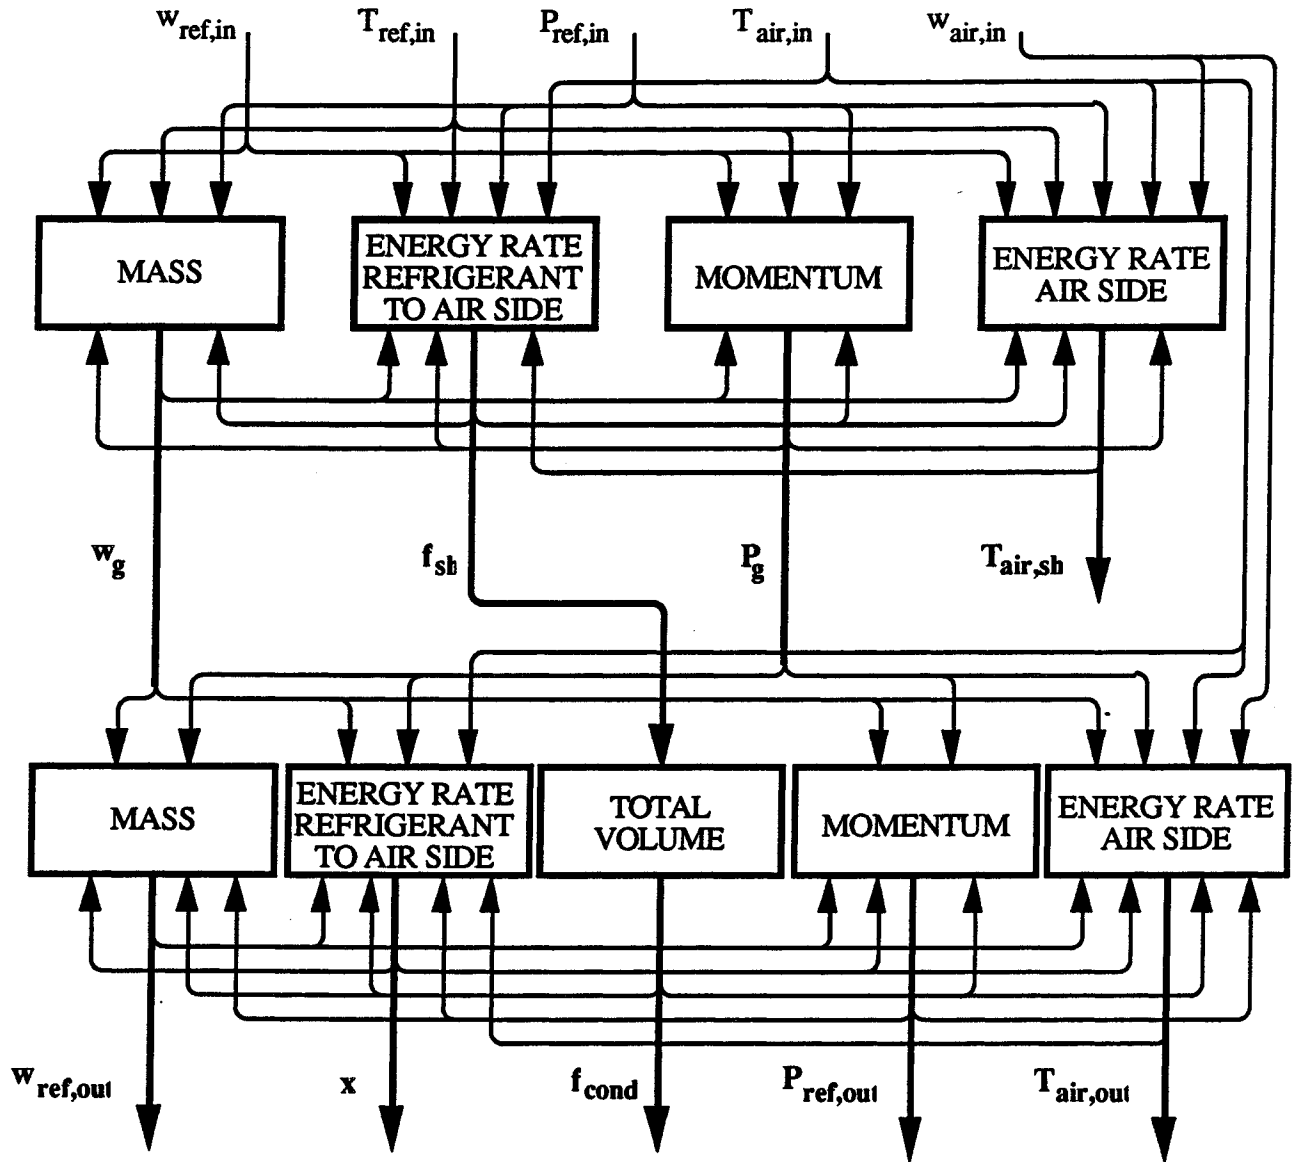 w ref,in T ref,in P ref,in T air,in w air,in
MASS
ENERGY RATE
REFRIGERANT
TO AIR SIDE
MOMENTUM
ENERGY RATE
AIR SIDE
w g f sh P g T air,sh
MASS
ENERGY RATE
REFRIGERANT
TO AIR SIDE
TOTAL
VOLUME
MOMENTUM
ENERGY RATE
AIR SIDE
w ref,out x f cond P ref,out T air,out